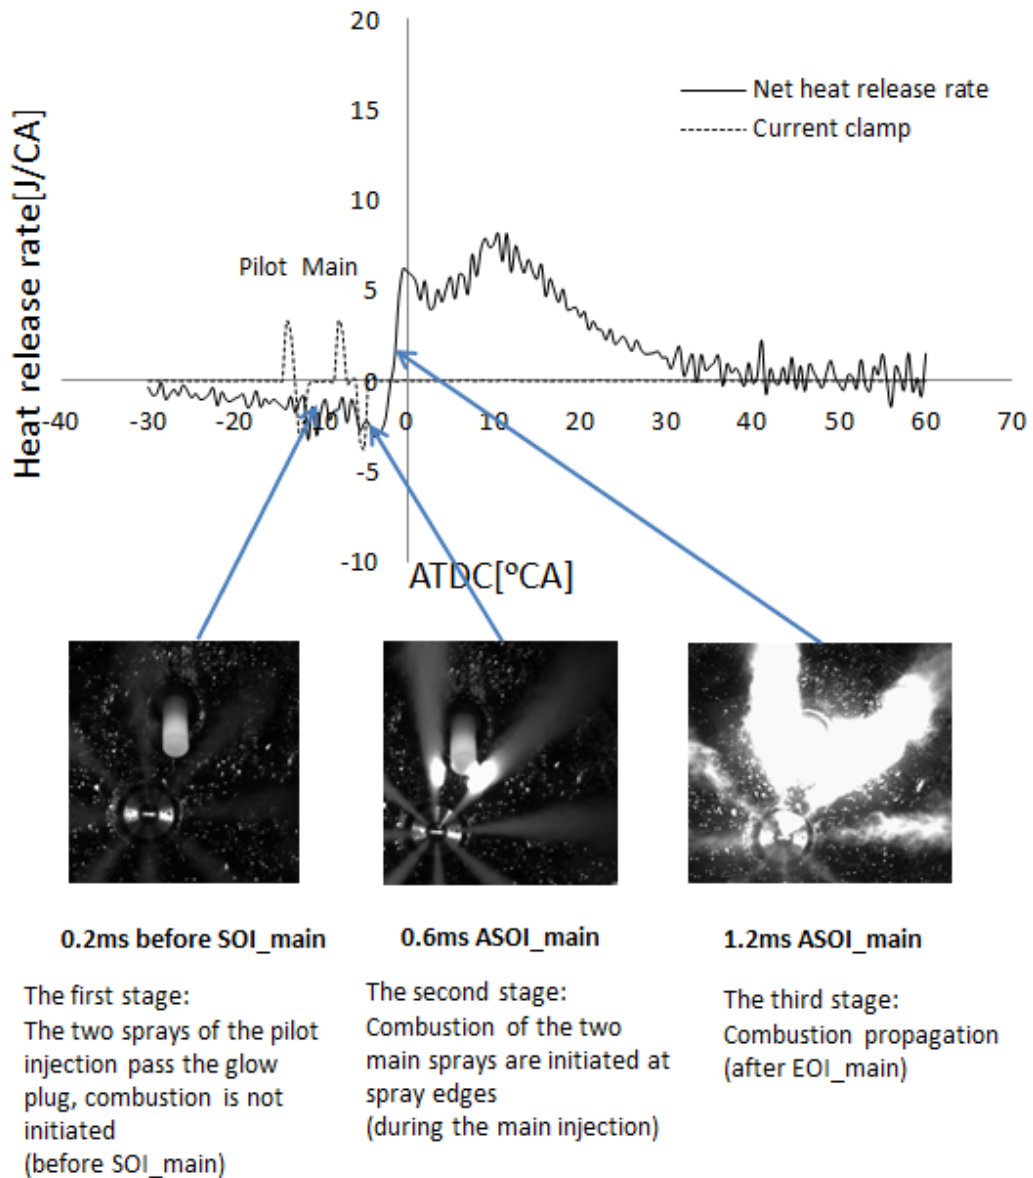 20
Net heat release rate
15
Current clamp
Heat release rate[J/CA]
10
Pilot Main
5
0
-40 -30 -20 -10 0 10 20 30 40 50 60 70
-5
-10
ATDC[°CA]
0.2ms before SOI_main
The first stage:
The two sprays of the pilot
injection pass the glow
plug, combustion is not
initiated
(before SOI_main)
0.6ms ASOI_main
The second stage:
Combustion of the two
main sprays are initiated at
spray edges
(during the main injection)
1.2ms ASOI_main
The third stage:
Combustion propagation
(after EOI_main)